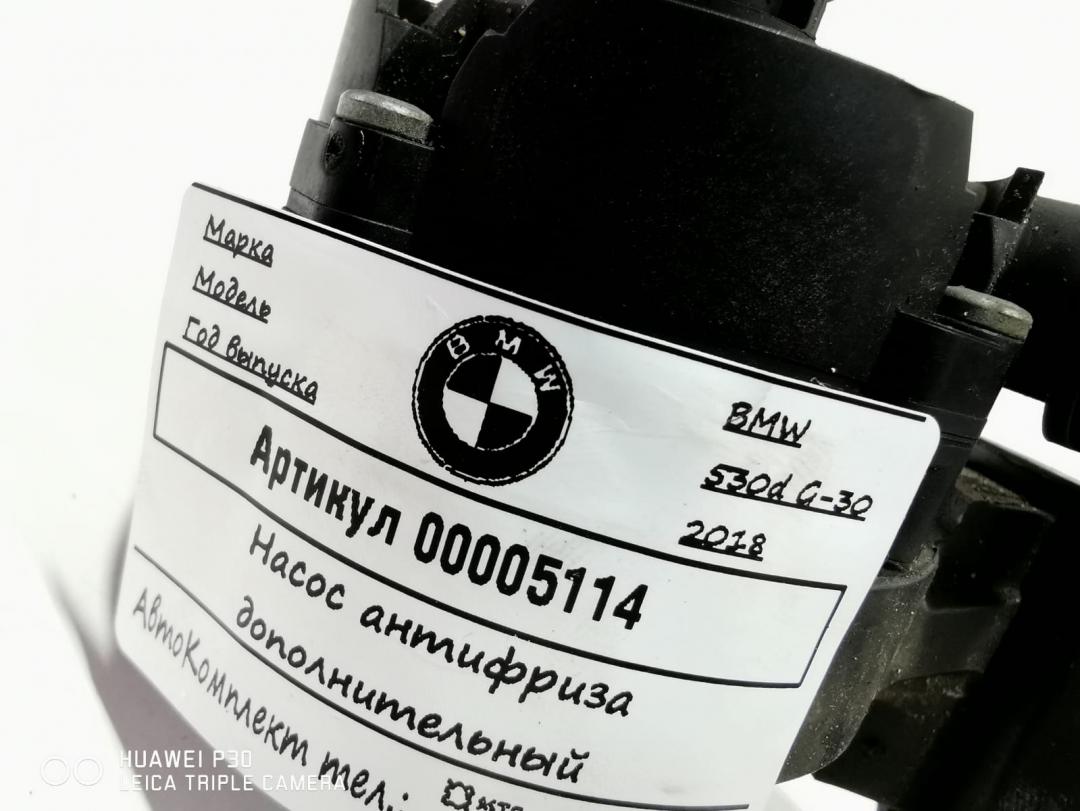 Марка
Модель
Год выпуска
BMW
BMW
530d G-30
2018
Артикул 00005114
Насос антифриза
дополнительный
АвтоКомплект тел.:
HUAWEI P30
LEICA TRIPLE CAMERA